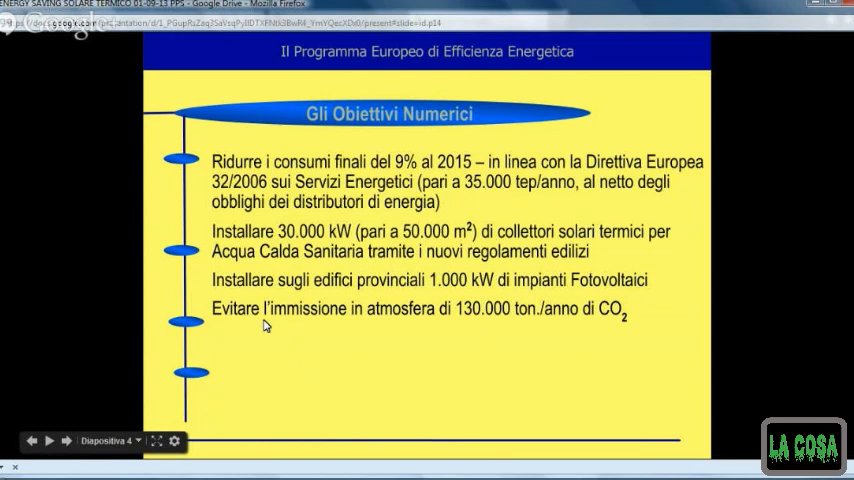 ENERGY SAVING SOLARE TERMICO 01-09-13 PPS - Google Drive - Mozilla Firefox
Google
Il Programma Europeo di Efficienza Energetica
Gli Obiettivi Numerici
Ridurre i consumi finali del 9% al 2015 – in linea con la Direttiva Europea
32/2006 sui Servizi Energetici (pari a 35.000 tep/anno, al netto degli
obblighi dei distributori di energia)
Installare 30.000 kW (pari a 50.000 m²) di collettori solari termici per
Acqua Calda Sanitaria tramite i nuovi regolamenti edilizi
Installare sugli edifici provinciali 1.000 kW di impianti Fotovoltaici
Evitare l'immissione in atmosfera di 130.000 ton./anno di CO₂
Diapositiva 4
LA COSA